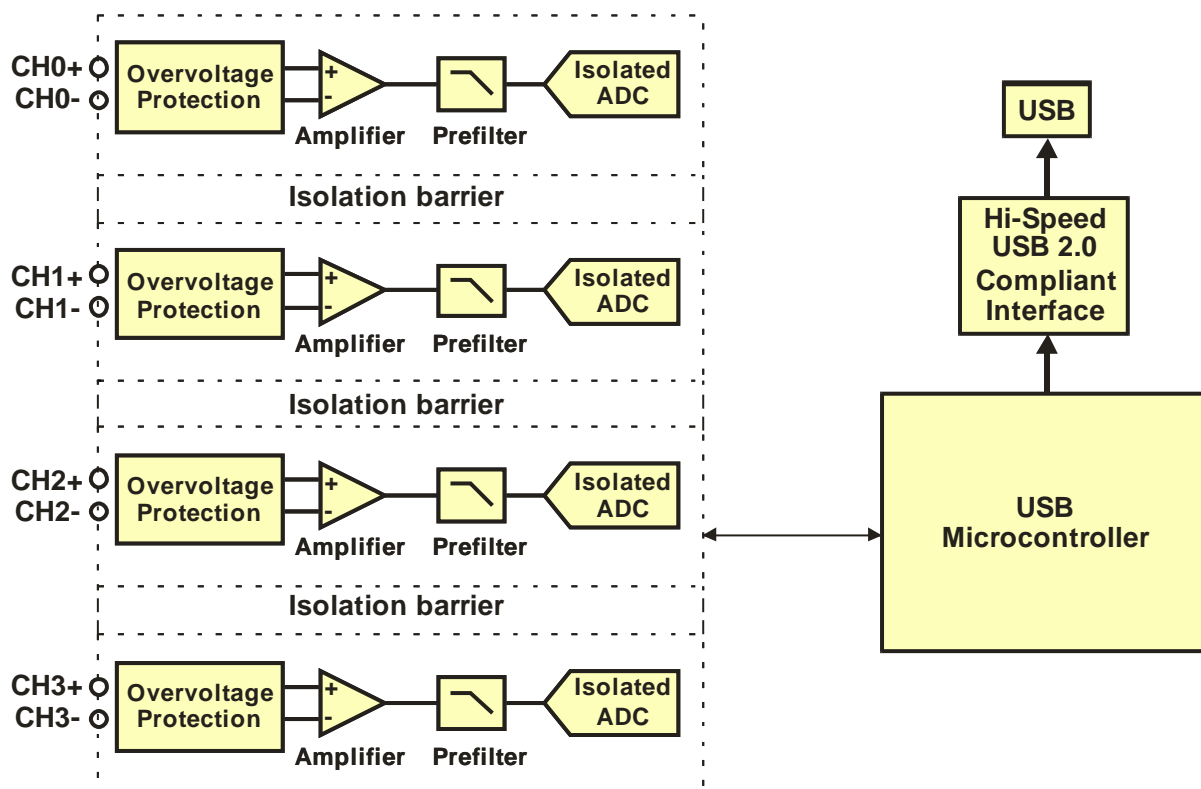 CH0+
CH0-
Overvoltage
Protection
+
-
Amplifier
Prefilter
Isolated
ADC
Isolation barrier
CH1+
CH1-
Overvoltage
Protection
+
-
Amplifier
Prefilter
Isolated
ADC
Isolation barrier
CH2+
CH2-
Overvoltage
Protection
+
-
Amplifier
Prefilter
Isolated
ADC
Isolation barrier
CH3+
CH3-
Overvoltage
Protection
+
-
Amplifier
Prefilter
Isolated
ADC
USB
Hi-Speed
USB 2.0
Compliant
Interface
USB
Microcontroller